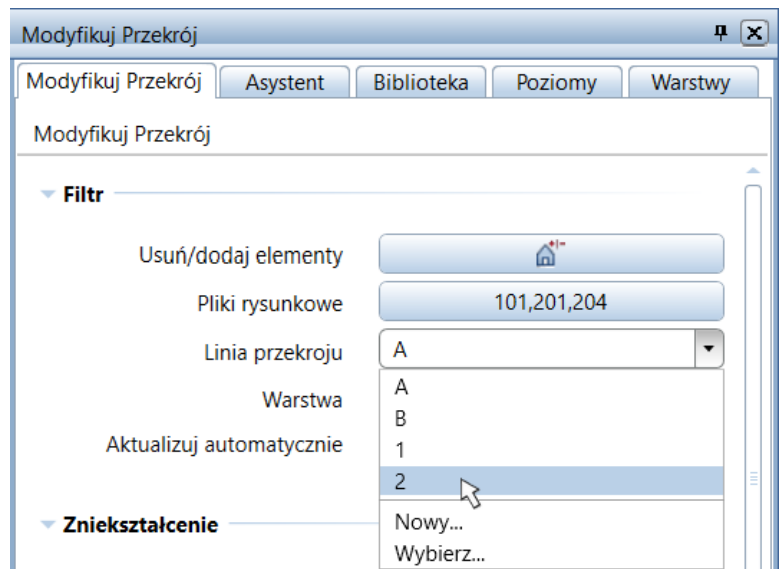 Modyfikuj Przekrój
Modyfikuj Przekrój Asystent Biblioteka Poziomy Warstwy
Modyfikuj Przekrój
Filtr
Usuń/dodaj elementy
Pliki rysunkowe 101,201,204
Linia przekroju A
Warstwa A
B
Aktualizuj automatycznie 1
2
Zniekształcenie Nowy...
Wybierz...